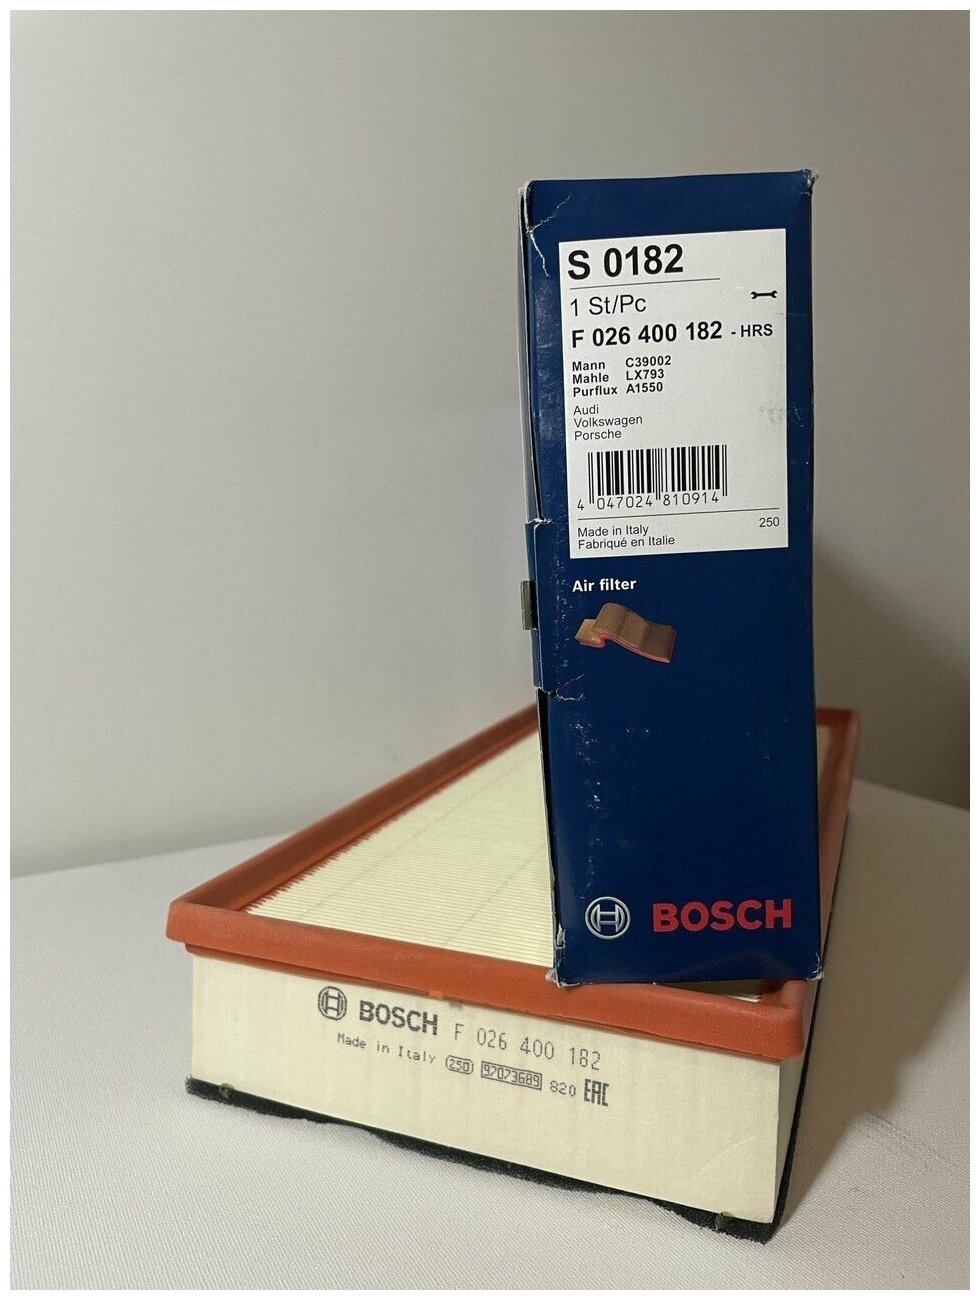 S 0182
1 St/Pc
F 026 400 182 - HRS
Mann C39002
Mahle LX793
Purflux A1550
Audi
Volkswagen
Porsche
4 047024 810914
Made in Italy 250
Fabriqué en Italie
Air filter
BOSCH
BOSCH F 026 400 182
Made in Italy 250 97073689 820 EAC